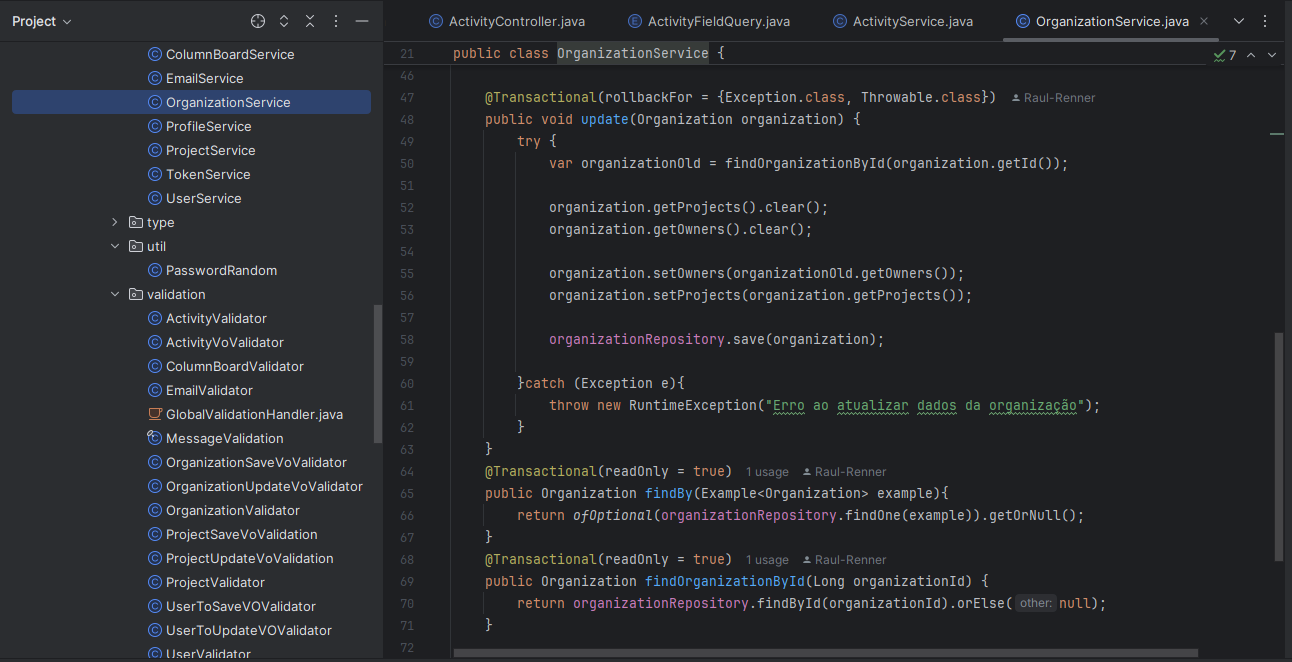 Project
ColumnBoardService
EmailService
OrganizationService
ProfileService
ProjectService
TokenService
UserService
type
util
PasswordRandom
validation
ActivityValidator
ActivityVoValidator
ColumnBoardValidator
EmailValidator
GlobalValidationHandler.java
MessageValidation
OrganizationSaveVoValidator
OrganizationUpdateVoValidator
OrganizationValidator
ProjectSaveVoValidation
ProjectUpdateVoValidation
ProjectValidator
UserToSaveVOValidator
UserToUpdateVOValidator
UserValidator
ActivityController.java ActivityFieldQuery.java ActivityService.java OrganizationService.java
21 public class OrganizationService { 7
46
47 @Transactional(rollbackFor = {Exception.class, Throwable.class}) Raul-Renner
48 public void update(Organization organization) {
49 try {
50 var organizationOld = findOrganizationById(organization.getId());
51
52 organization.getProjects().clear();
53 organization.getOwners().clear();
54
55 organization.setOwners(organizationOld.getOwners());
56 organization.setProjects(organization.getProjects());
57
58 organizationRepository.save(organization);
59
60 }catch (Exception e){
61 throw new RuntimeException("Erro ao atualizar dados da organização");
62 }
63 }
64 @Transactional(readOnly = true) 1 usage Raul-Renner
65 public Organization findBy(Example<Organization> example){
66 return ofOptional(organizationRepository.findOne(example)).getOrNull();
67 }
68 @Transactional(readOnly = true) 1 usage Raul-Renner
69 public Organization findOrganizationById(Long organizationId) {
70 return organizationRepository.findById(organizationId).orElse( other: null);
71 }
72